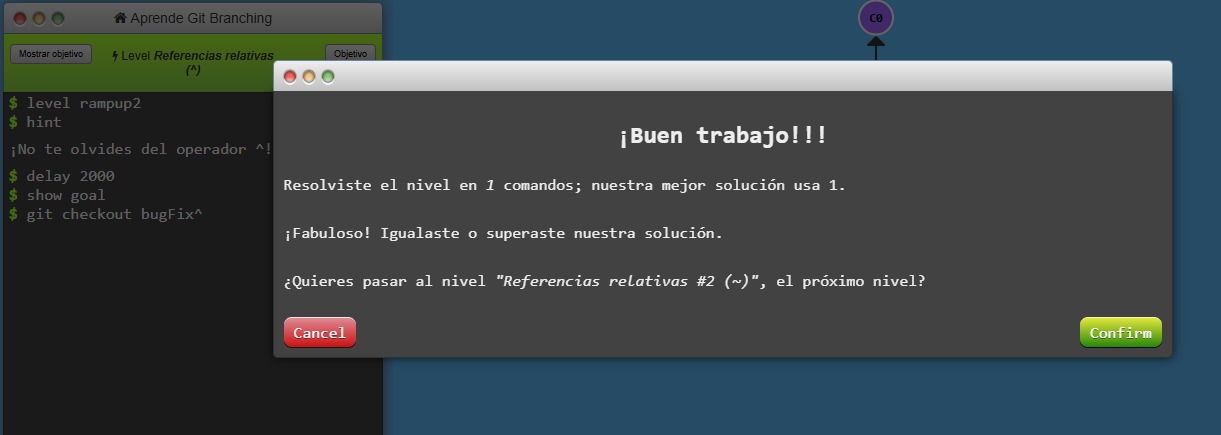 Aprende Git Branching
C0
Mostrar objetivo
Level Referencias relativas
(^)
Objetivo
$ level rampup2
$ hint
¡No te olvides del operador ^!
$ delay 2000
$ show goal
$ git checkout bugFix^
¡Buen trabajo!!!
Resolviste el nivel en 1 comandos; nuestra mejor solución usa 1.
¡Fabuloso! Igualaste o superaste nuestra solución.
¿Quieres pasar al nivel "Referencias relativas #2 (~)", el próximo nivel?
Cancel
Confirm